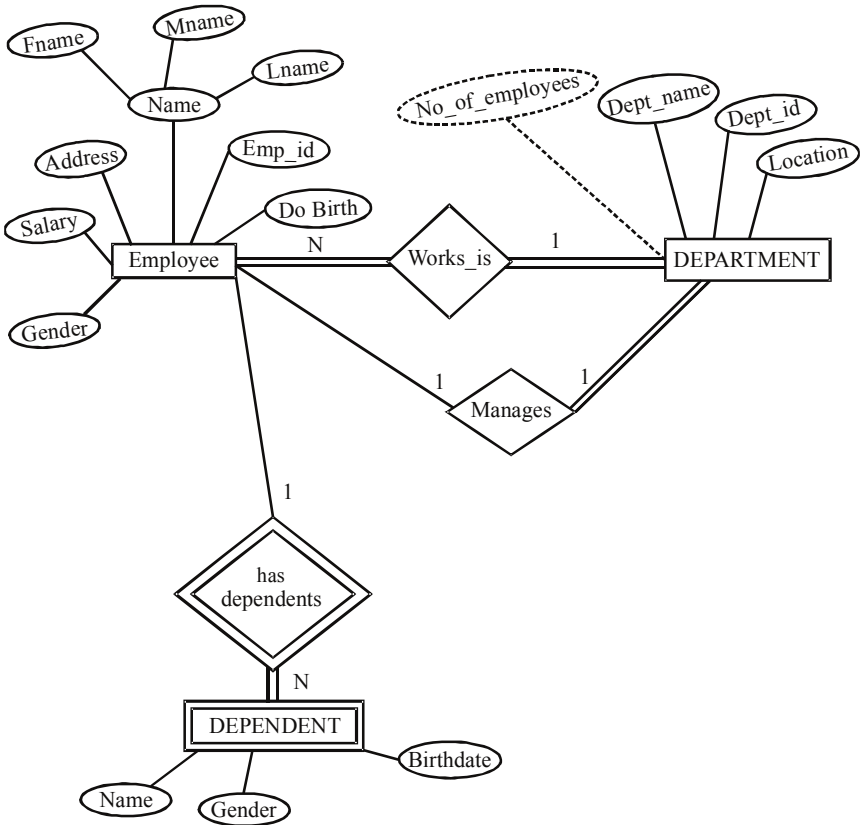 Fname
Mname
Lname
Name
No_of_employees
Dept_name
Dept_id
Location
Address
Emp_id
Salary
Do Birth
Employee
N
Works_is
1
DEPARTMENT
Gender
1
Manages
1
1
has
dependents
N
DEPENDENT
Birthdate
Name
Gender